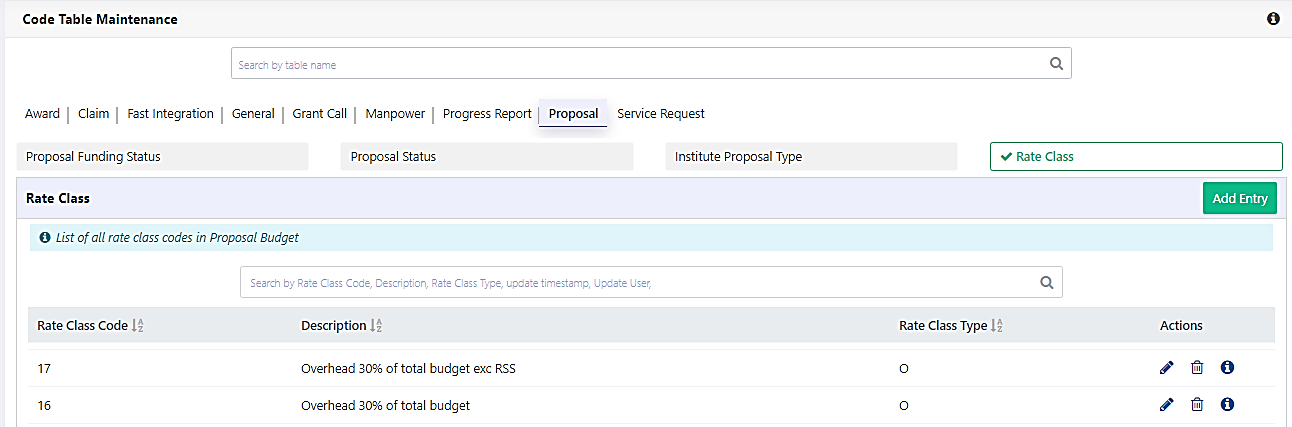 Code Table Maintenance
Search by table name
Award Claim Fast Integration General Grant Call Manpower Progress Report Proposal Service Request
Proposal Funding Status Proposal Status Institute Proposal Type Rate Class
Rate Class Add Entry
List of all rate class codes in Proposal Budget
Search by Rate Class Code, Description, Rate Class Type, update timestamp, Update User,
Rate Class Code Description Rate Class Type Actions
17 Overhead 30% of total budget exc RSS O
16 Overhead 30% of total budget O